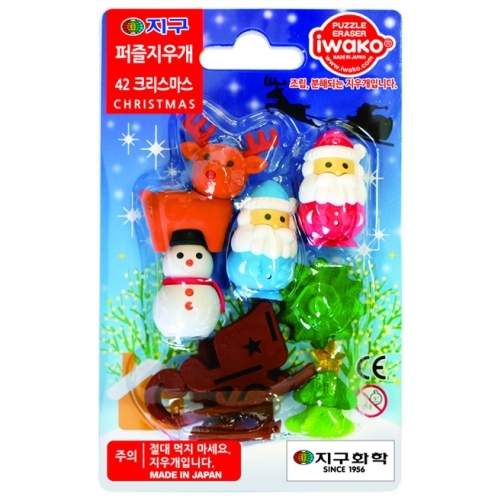 지구
퍼즐지우개
42 크리스마스
CHRISTMAS
PUZZLE
ERASER
iwako
MADE IN JAPAN
www.iwako.com
조립, 분해되는 지우개입니다.
CE
주의
절대 먹지 마세요.
지우개입니다.
MADE IN JAPAN
지구화학
SINCE 1956